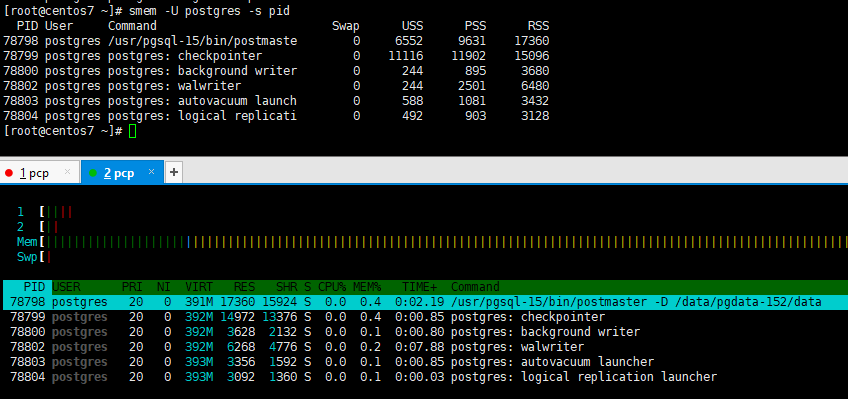 [root@centos7 ~]# smem -U postgres -s pid
PID User Command Swap USS PSS RSS
78798 postgres /usr/pgsql-15/bin/postmaste 0 6552 9631 17360
78799 postgres postgres: checkpointer 0 11116 11902 15096
78800 postgres postgres: background writer 0 244 895 3680
78802 postgres postgres: walwriter 0 244 2501 6480
78803 postgres postgres: autovacuum launch 0 588 1081 3432
78804 postgres postgres: logical replicati 0 492 903 3128
[root@centos7 ~]#
1 pcp × 2 pcp × +
1 [||||
2 [||
Mem[
Swp[|
PID USER PRI NI VIRT RES SHR S CPU% MEM% TIME+ Command
78798 postgres 20 0 391M 17360 15924 S 0.0 0.4 0:02.19 /usr/pgsql-15/bin/postmaster -D /data/pgdata-152/data
78799 postgres 20 0 392M 14972 13376 S 0.0 0.4 0:00.85 postgres: checkpointer
78800 postgres 20 0 392M 3628 2132 S 0.0 0.1 0:00.80 postgres: background writer
78802 postgres 20 0 392M 6268 4776 S 0.0 0.2 0:07.88 postgres: walwriter
78803 postgres 20 0 393M 3356 1592 S 0.0 0.1 0:00.85 postgres: autovacuum launcher
78804 postgres 20 0 393M 3092 1360 S 0.0 0.1 0:00.03 postgres: logical replication launcher